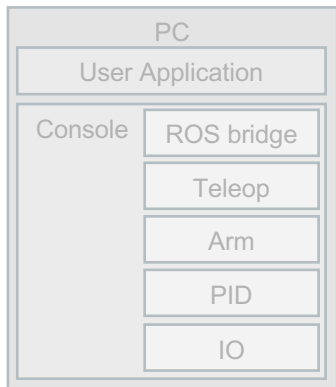 PC
User Application
Console
ROS bridge
Teleop
Arm
PID
IO